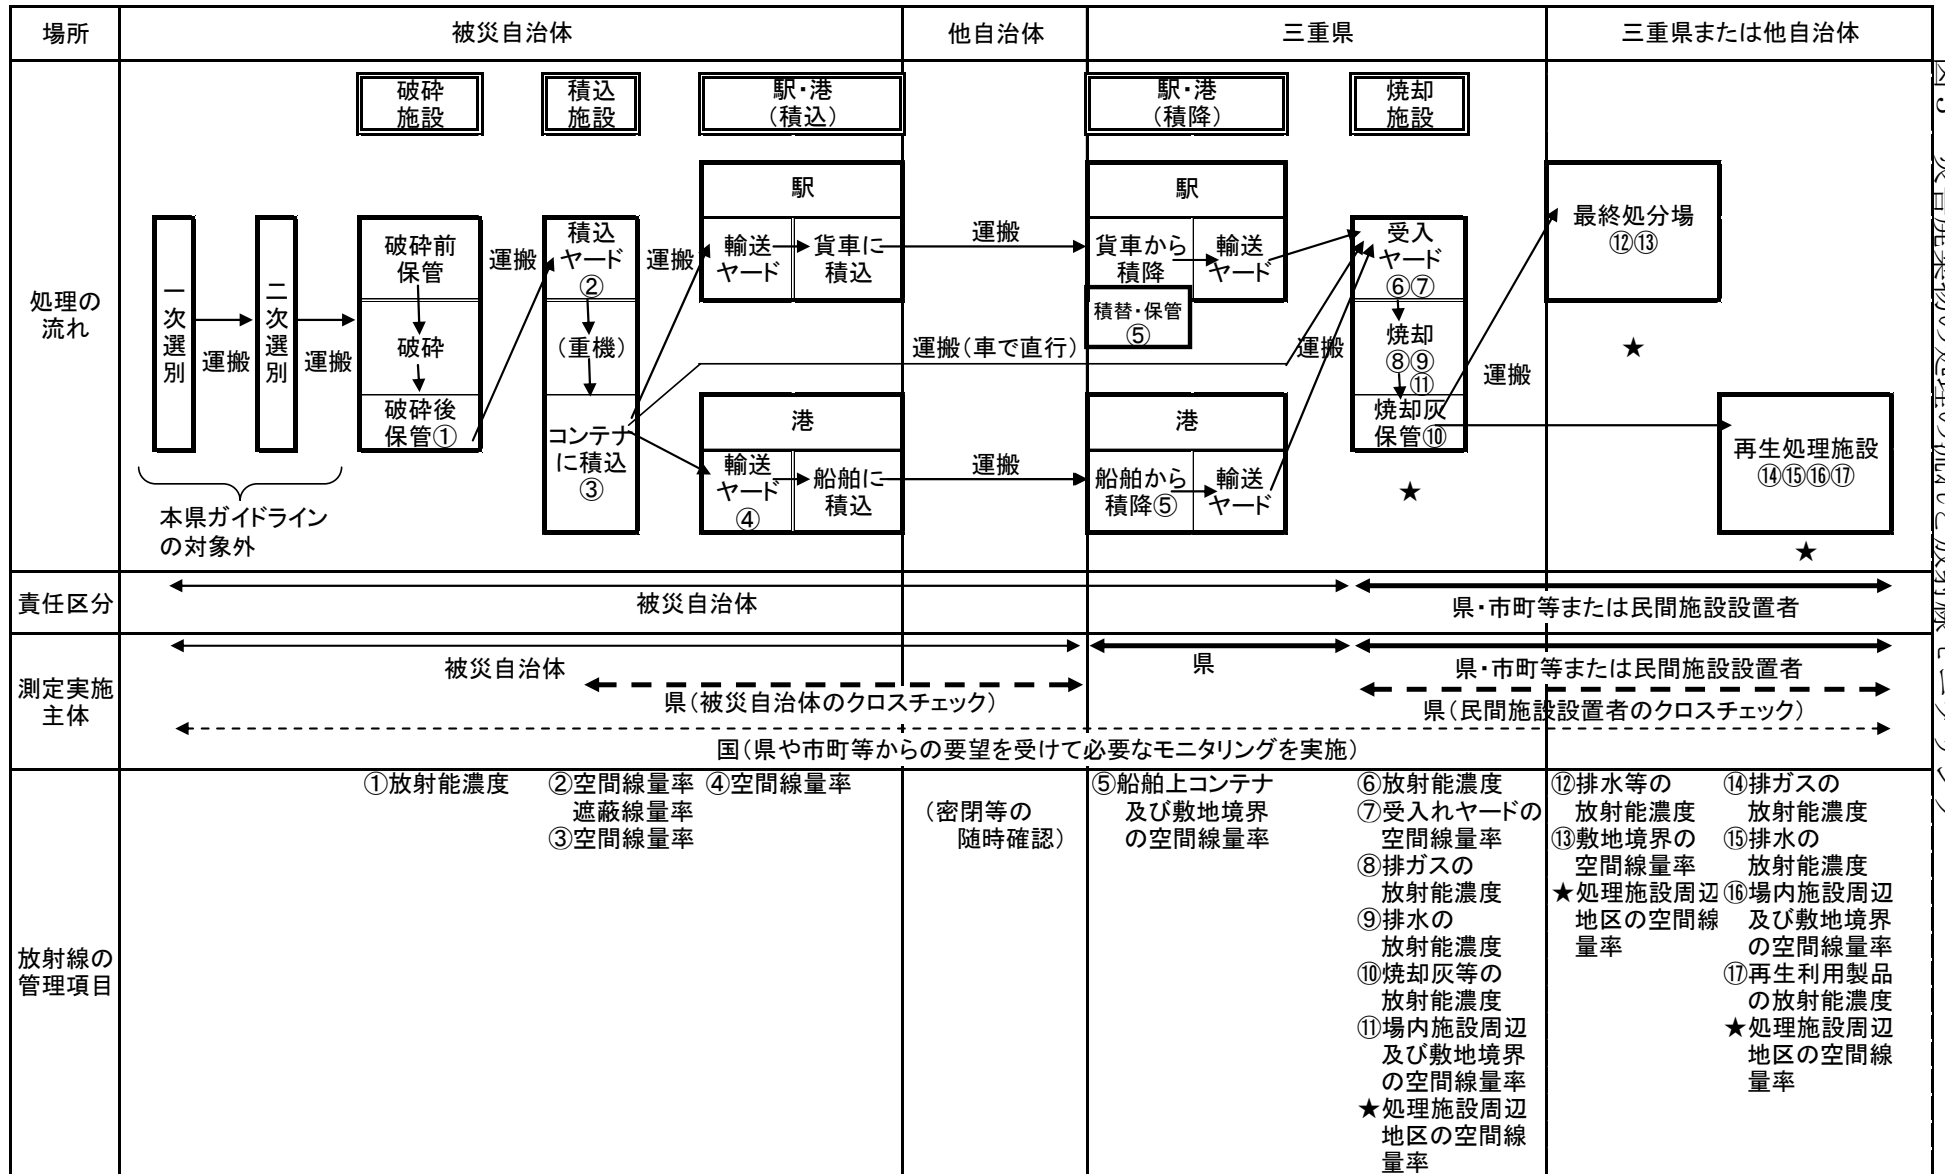 場所
被災自治体
他自治体
三重県
三重県または他自治体
処理の
流れ
破砕
施設
積込
施設
駅・港
（積込）
駅・港
（積降）
焼却
施設
一次選別
運搬
二次選別
運搬
破砕前
保管
破砕
破砕後
保管①
運搬
積込
ヤード
②
（重機）
コンテナ
に積込
③
運搬
駅
輸送
ヤード
貨車に
積込
運搬
駅
貨車から
積降
輸送
ヤード
積替・保管
⑤
運搬（車で直行）
運搬
港
輸送
ヤード
④
船舶に
積込
運搬
港
船舶から
積降⑤
輸送
ヤード
受入
ヤード
⑥⑦
焼却
⑧⑨
⑪
焼却灰
保管⑩
★
運搬
最終処分場
⑫⑬
★
再生処理施設
⑭⑮⑯⑰
★
本県ガイドライン
の対象外
責任区分
被災自治体
県・市町等または民間施設設置者
測定実施
主体
被災自治体
県
県・市町等または民間施設設置者
県（被災自治体のクロスチェック）
県（民間施設設置者のクロスチェック）
国（県や市町等からの要望を受けて必要なモニタリングを実施）
放射線の
管理項目
①放射能濃度
②空間線量率
遮蔽線量率
③空間線量率
④空間線量率
（密閉等の
随時確認）
⑤船舶上コンテナ
及び敷地境界
の空間線量率
⑥放射能濃度
⑦受入れヤードの
空間線量率
⑧排ガスの
放射能濃度
⑨排水の
放射能濃度
⑩焼却灰等の
放射能濃度
⑪場内施設周辺
及び敷地境界
の空間線量率
★処理施設周辺
地区の空間線
量率
⑫排水等の
放射能濃度
⑬敷地境界の
空間線量率
★処理施設周辺
地区の空間線
量率
⑭排ガスの
放射能濃度
⑮排水の
放射能濃度
⑯場内施設周辺
及び敷地境界
の空間線量率
⑰再生利用製品
の放射能濃度
★処理施設周辺
地区の空間線
量率